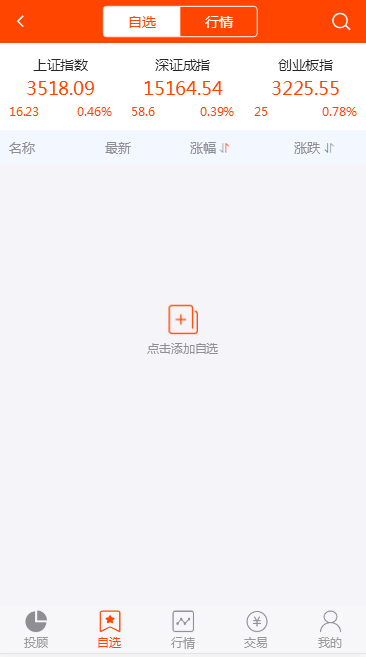 自选 行情
上证指数 深证成指 创业板指
3518.09 15164.54 3225.55
16.23 0.46% 58.6 0.39% 25 0.78%
名称 最新 涨幅 涨跌
点击添加自选
投顾 自选 行情 交易 我的